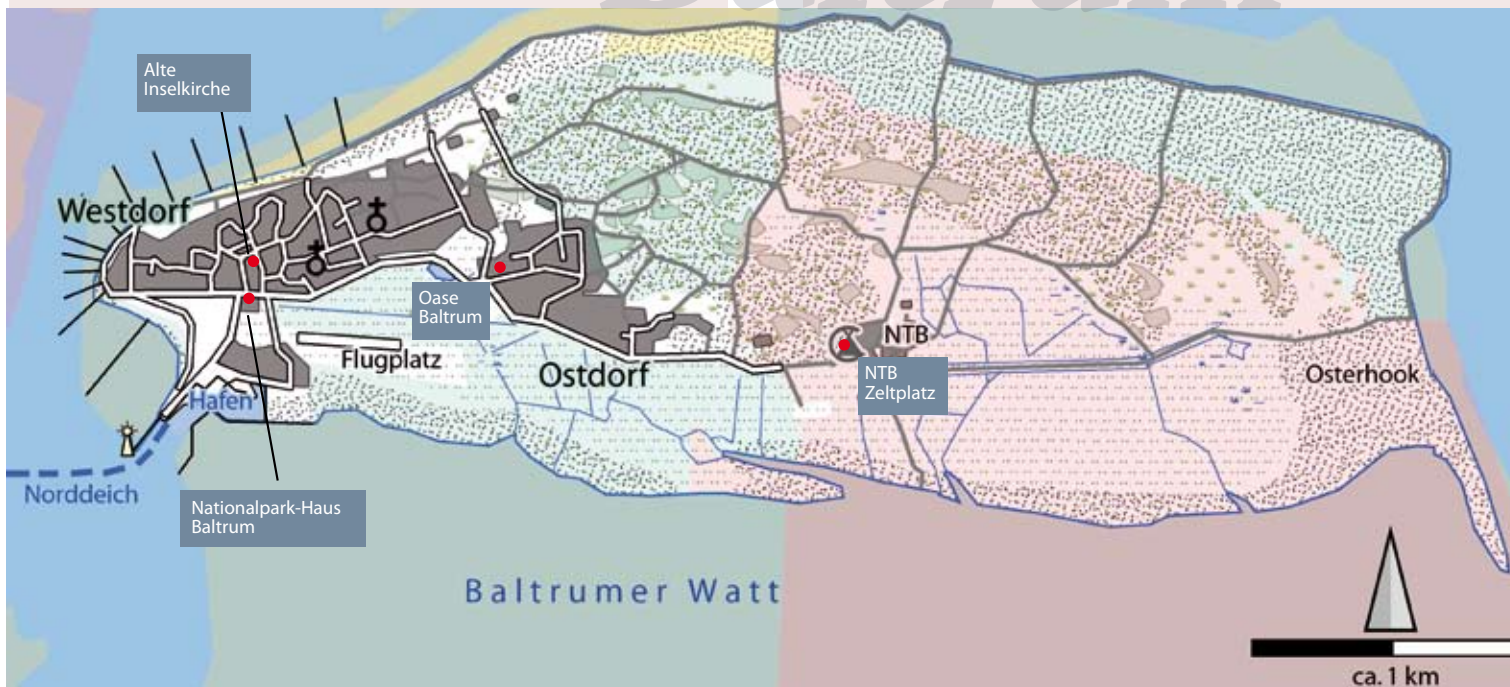 Baltrum
Alte
Inselkirche
Westdorf
Oase
Baltrum
Flugplatz
Ostdorf
NTB
NTB
Zeltplatz
Osterhook
Hafen
Norddeich
Nationalpark-Haus
Baltrum
Baltrumer Watt
ca. 1 km